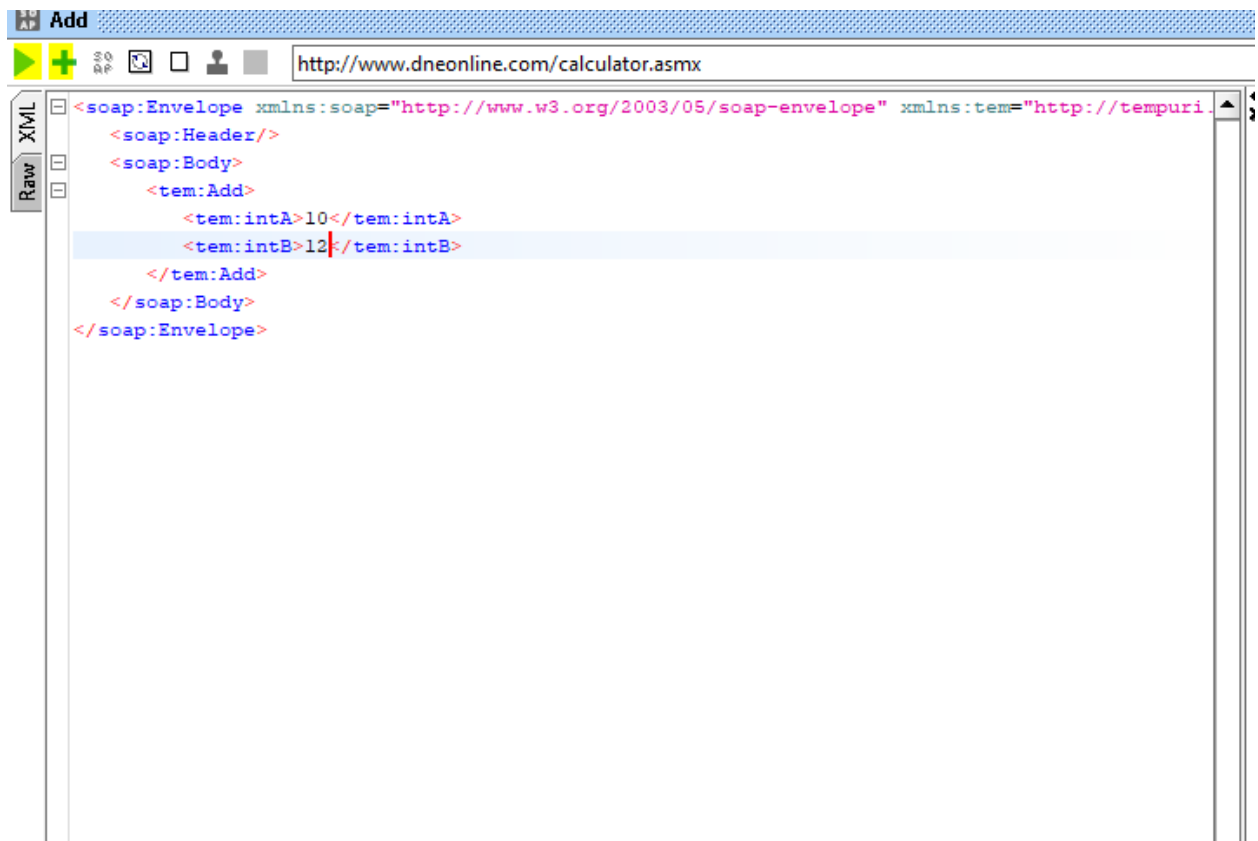 Add
http://www.dneonline.com/calculator.asmx
XML
Raw
<soap:Envelope xmlns:soap="http://www.w3.org/2003/05/soap-envelope" xmlns:tem="http://tempuri.
<soap:Header/>
<soap:Body>
<tem:Add>
<tem:intA>10</tem:intA>
<tem:intB>12</tem:intB>
</tem:Add>
</soap:Body>
</soap:Envelope>